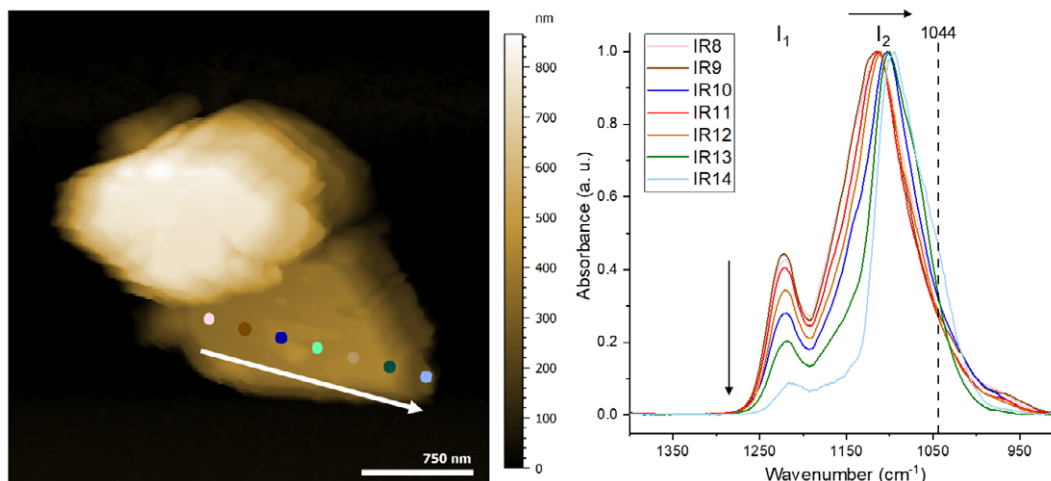 nm
800
700
600
500
400
300
200
100
0
750 nm
I₁
I₂
1044
IR8
IR9
IR10
IR11
IR12
IR13
IR14
1.0
0.8
0.6
0.4
0.2
0.0
Absorbance (a. u.)
1350
1250
1150
1050
950
Wavenumber (cm⁻¹)